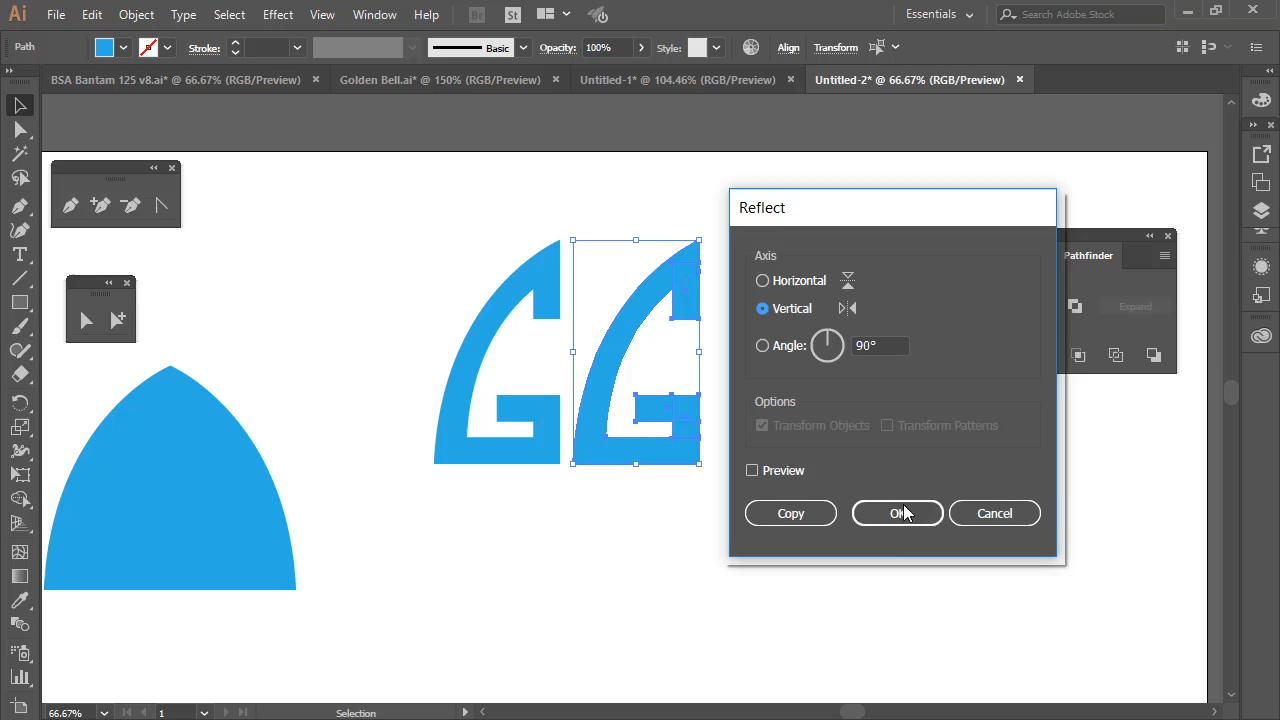 Ai File Edit Object Type Select Effect View Window Help Br St Essentials Search Adobe Stock
Path Stroke: Basic Opacity: 100% Style: Align Transform
BSA Bantam 125 v8.ai* @ 66.67% (RGB/Preview) Golden Bell.ai* @ 150% (RGB/Preview) Untitled-1* @ 104.46% (RGB/Preview) Untitled-2* @ 66.67% (RGB/Preview)
Reflect
Axis
Pathfinder
Horizontal
Vertical
Expand
Angle: 90°
Options
Transform Objects Transform Patterns
Preview
Copy OK Cancel
66.67% 1 Selection